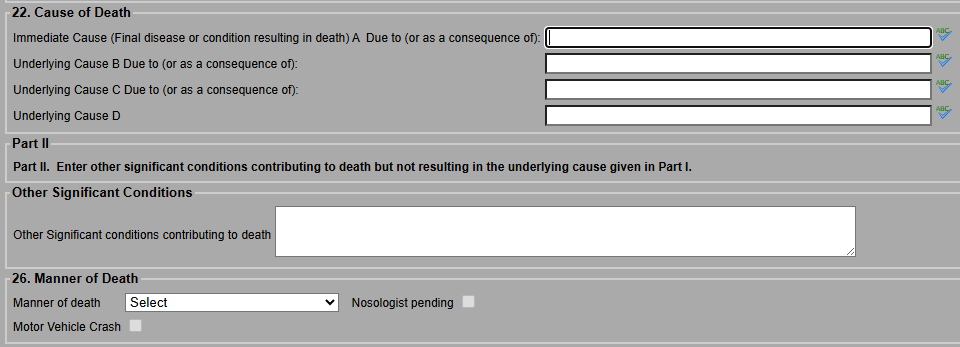 22. Cause of Death
Immediate Cause (Final disease or condition resulting in death) A Due to (or as a consequence of): ABC
Underlying Cause B Due to (or as a consequence of): ABC
Underlying Cause C Due to (or as a consequence of): ABC
Underlying Cause D ABC
Part II
Part II. Enter other significant conditions contributing to death but not resulting in the underlying cause given in Part I.
Other Significant Conditions
Other Significant conditions contributing to death
26. Manner of Death
Manner of death Select Nosologist pending
Motor Vehicle Crash